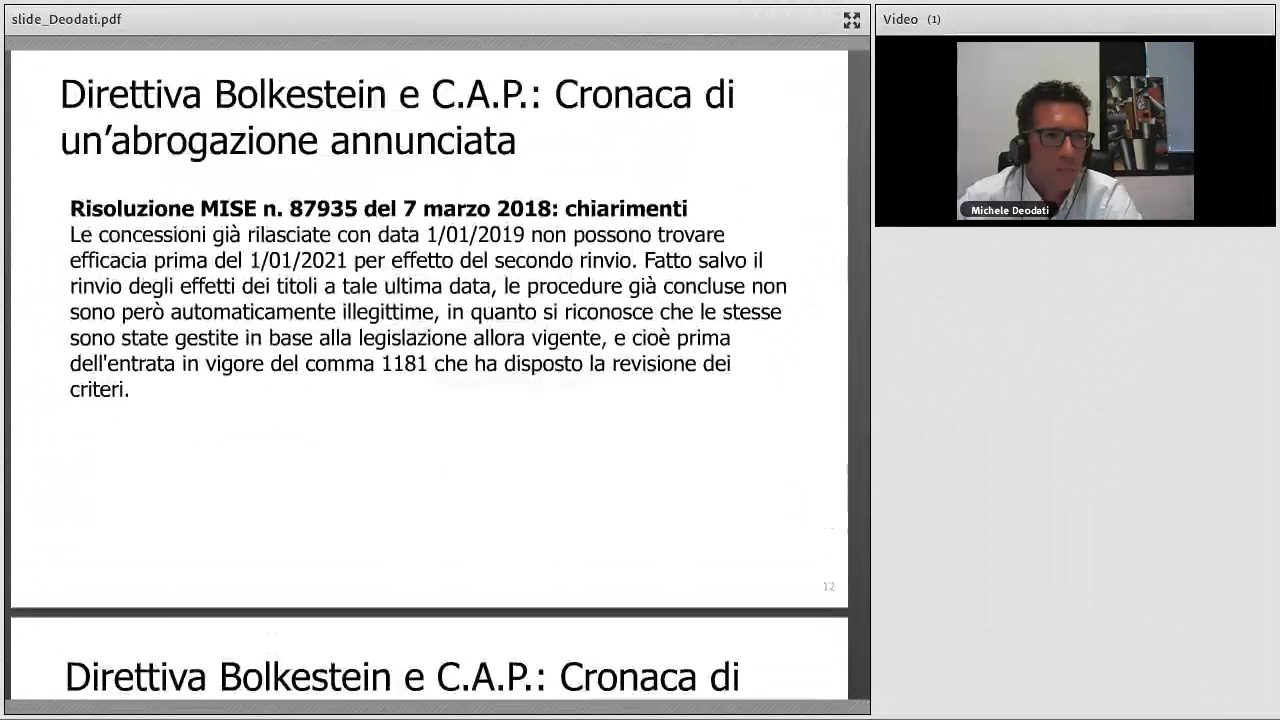 slide_Deodati.pdf
Video (1)
Direttiva Bolkestein e C.A.P.: Cronaca di
un’abrogazione annunciata
Risoluzione MISE n. 87935 del 7 marzo 2018: chiarimenti
Le concessioni già rilasciate con data 1/01/2019 non possono trovare
efficacia prima del 1/01/2021 per effetto del secondo rinvio. Fatto salvo il
rinvio degli effetti dei titoli a tale ultima data, le procedure già concluse non
sono però automaticamente illegittime, in quanto si riconosce che le stesse
sono state gestite in base alla legislazione allora vigente, e cioè prima
dell'entrata in vigore del comma 1181 che ha disposto la revisione dei
criteri.
12
Direttiva Bolkestein e C.A.P.: Cronaca di
Michele Deodati